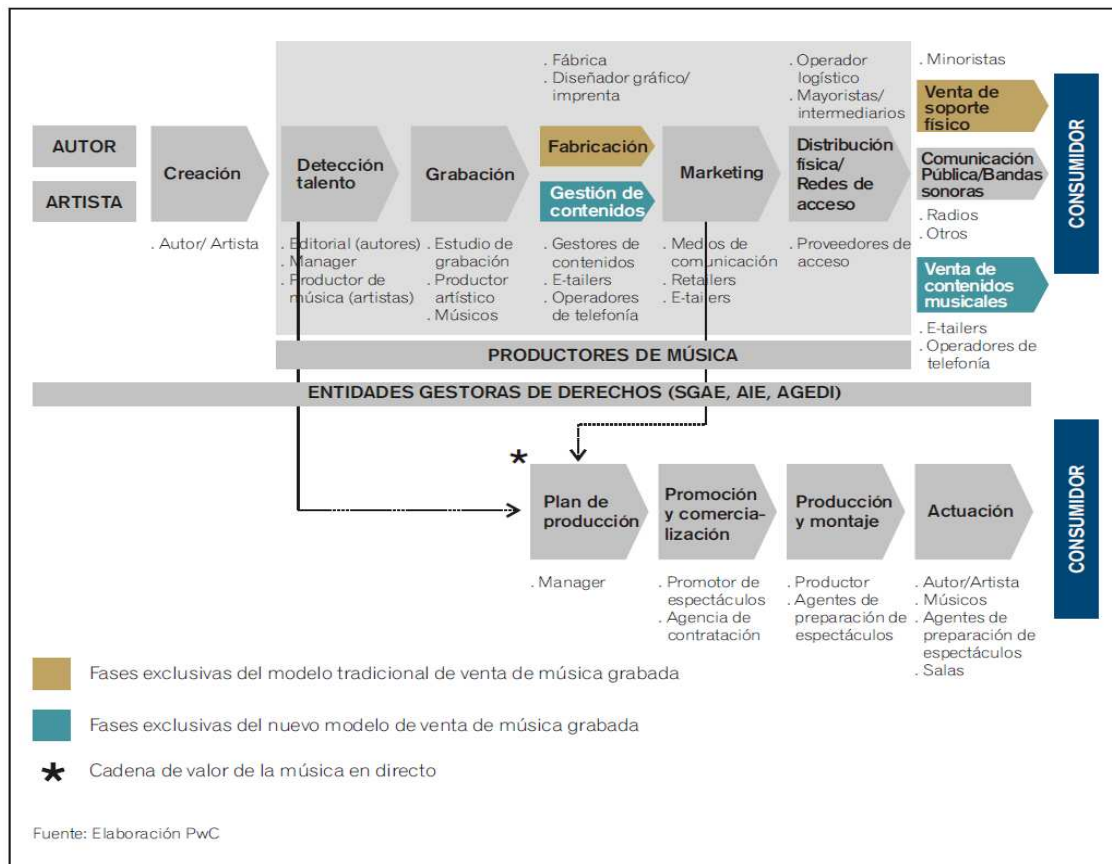 . Fábrica
. Diseñador gráfico/
imprenta
. Operador
logístico
. Mayoristas/
intermediarios
. Minoristas
AUTOR
ARTISTA
Creación
. Autor/ Artista
Detección
talento
. Editorial (autores)
. Manager
. Productor de
música (artistas)
Grabación
. Estudio de
grabación
. Productor
artístico
. Músicos
Fabricación
Gestión de
contenidos
. Gestores de
contenidos
. E-tailers
. Operadores
de telefonía
Marketing
. Medios de
comunicación
. Retailers
. E-tailers
Distribución
física/
Redes de
acceso
. Proveedores de
acceso
Venta de
soporte
físico
Comunicación
Pública/Bandas
sonoras
. Radios
. Otros
Venta de
contenidos
musicales
. E-tailers
. Operadores de
telefonía
CONSUMIDOR
PRODUCTORES DE MÚSICA
ENTIDADES GESTORAS DE DERECHOS (SGAE, AIE, AGEDI)
*
Plan de
producción
. Manager
Promoción
y comercia-
lización
. Promotor de
espectáculos
. Agencia de
contratación
Producción
y montaje
. Productor
. Agentes de
preparación de
espectáculos
Actuación
. Autor/Artista
. Músicos
. Agentes de
preparación de
espectáculos
. Salas
CONSUMIDOR
Fases exclusivas del modelo tradicional de venta de música grabada
Fases exclusivas del nuevo modelo de venta de música grabada
* Cadena de valor de la música en directo
Fuente: Elaboración PwC